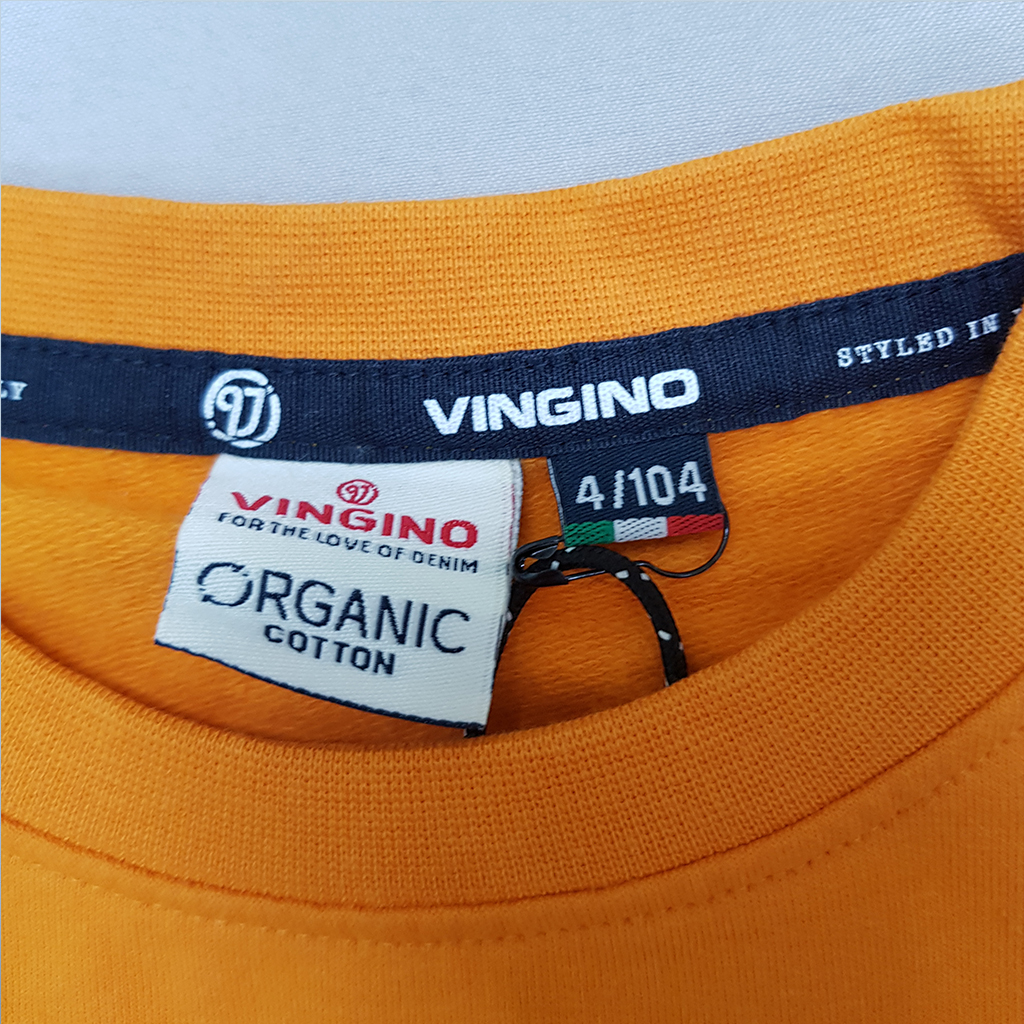 VINGINO
STYLED IN
4/104
VINGINO
FOR THE LOVE OF DENIM
ORGANIC
COTTON